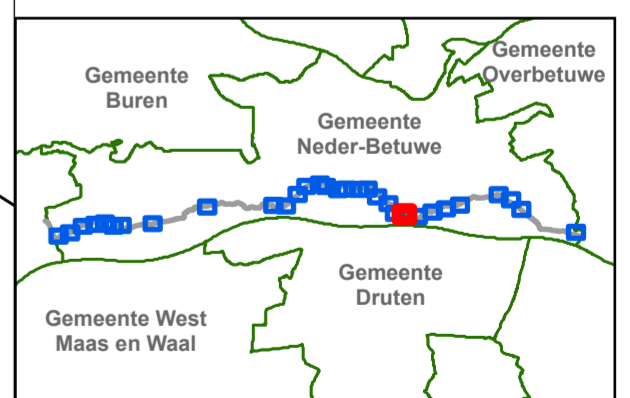 Gemeente
Overbetuwe
Gemeente
Buren
Gemeente
Neder-Betuwe
Gemeente
Druten
Gemeente West
Maas en Waal